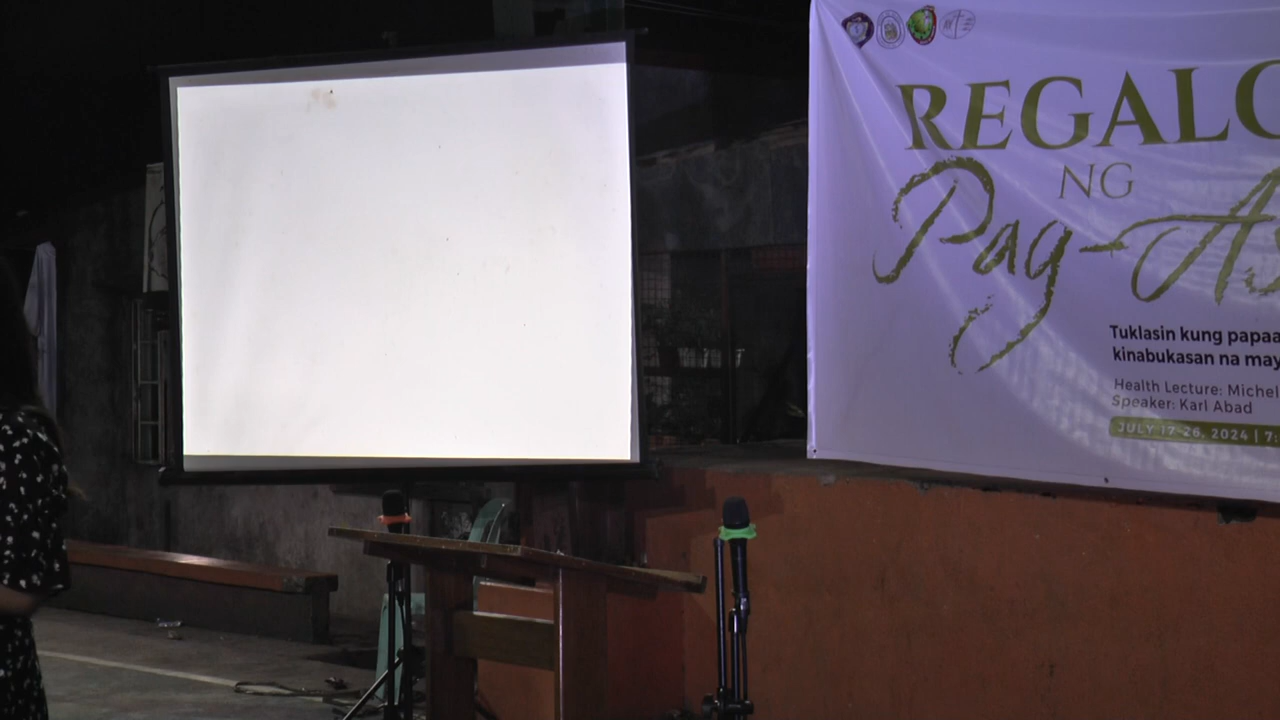 REGALO
NG
Pag-As
Tuklasin kung papaa
kinabukasan na may
Health Lecture: Michel
Speaker: Karl Abad
JULY 17-26, 2024 | 7: